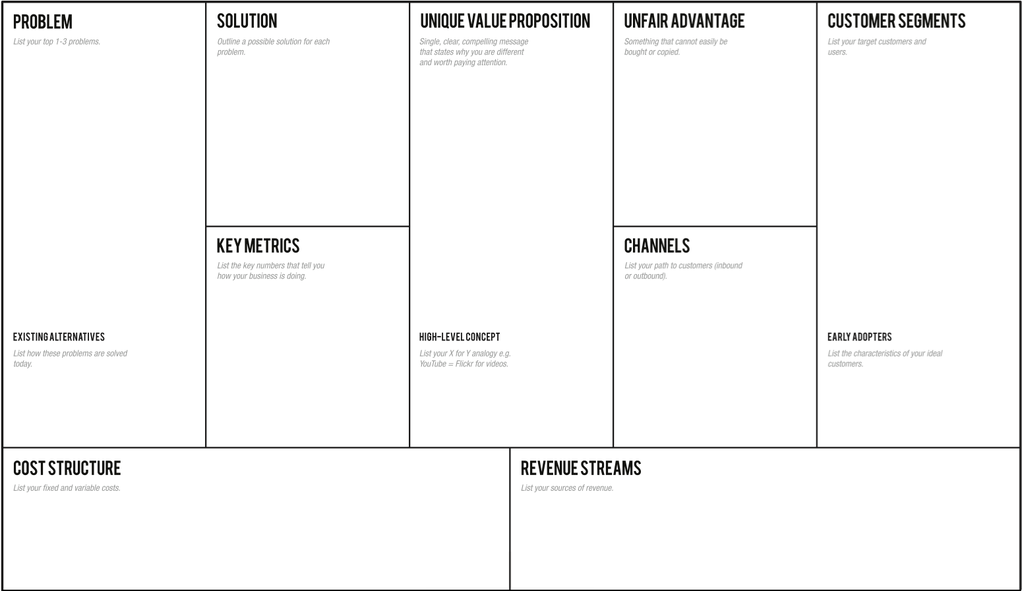 PROBLEM
List your top 1-3 problems.
EXISTING ALTERNATIVES
List how these problems are solved
today.
SOLUTION
Outline a possible solution for each
problem.
KEY METRICS
List the key numbers that tell you
how your business is doing.
UNIQUE VALUE PROPOSITION
Single, clear, compelling message
that states why you are different
and worth paying attention.
HIGH-LEVEL CONCEPT
List your X for Y analogy e.g.
YouTube = Flickr for videos.
UNFAIR ADVANTAGE
Something that cannot easily be
bought or copied.
CHANNELS
List your path to customers (inbound
or outbound).
CUSTOMER SEGMENTS
List your target customers and
users.
EARLY ADOPTERS
List the characteristics of your ideal
customers.
COST STRUCTURE
List your fixed and variable costs.
REVENUE STREAMS
List your sources of revenue.